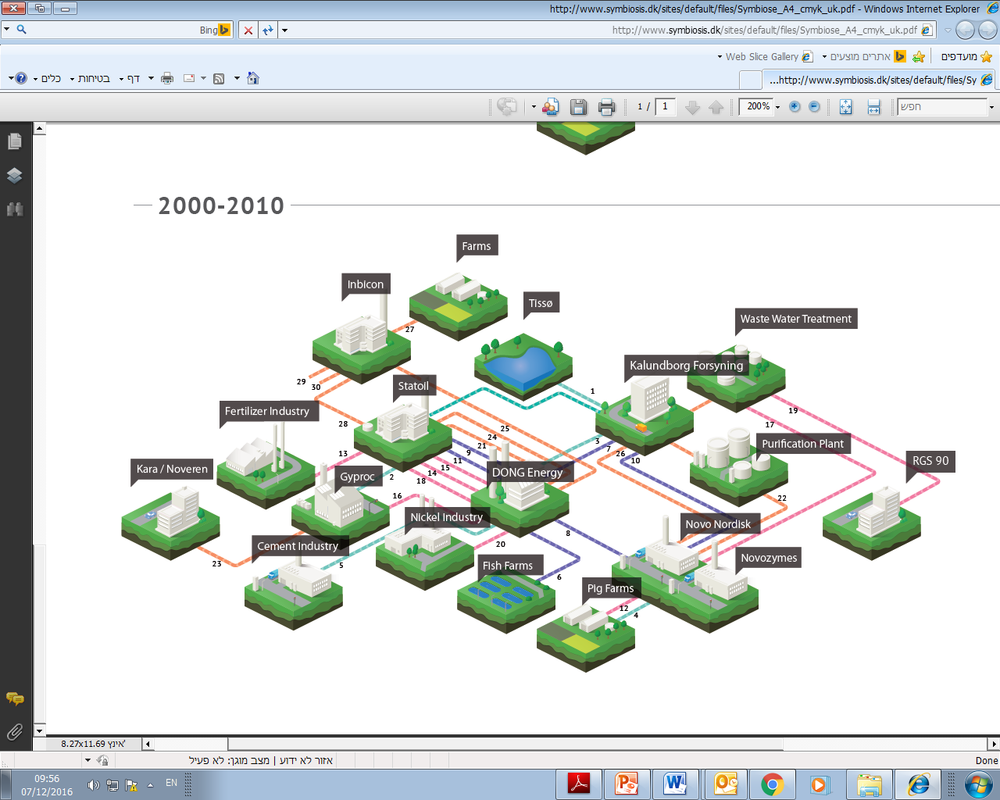 http://www.symbiosis.dk/sites/default/files/Symbiose_A4_cmyk_uk.pdf - Windows Internet Explorer
Bing
http://www.symbiosis.dk/sites/default/files/Symbiose_A4_cmyk_uk.pdf
מועדפים
אתרים מוצעים
Web Slice Gallery
...http://www.symbiosis.dk/sites/default/files/Sy
דף
בטיחות
כלים
1 / 1
200%
חפש
2000-2010
Farms
Inbicon
Tissø
Waste Water Treatment
27
Kalundborg Forsyning
29
30
Statoil
1
Fertilizer Industry
19
28
25
17
24
3
21
7
Purification Plant
9
26
13
11
10
RGS 90
Kara / Noveren
15
Gyproc
2
14
DONG Energy
18
16
22
Nickel Industry
Novo Nordisk
8
Cement Industry
20
Novozymes
23
5
Fish Farms
6
Pig Farms
12
4
8.27x11.69 אינץ'
אזור לא ידוע | מצב מוגן: לא פעיל
Done
09:56
07/12/2016
EN